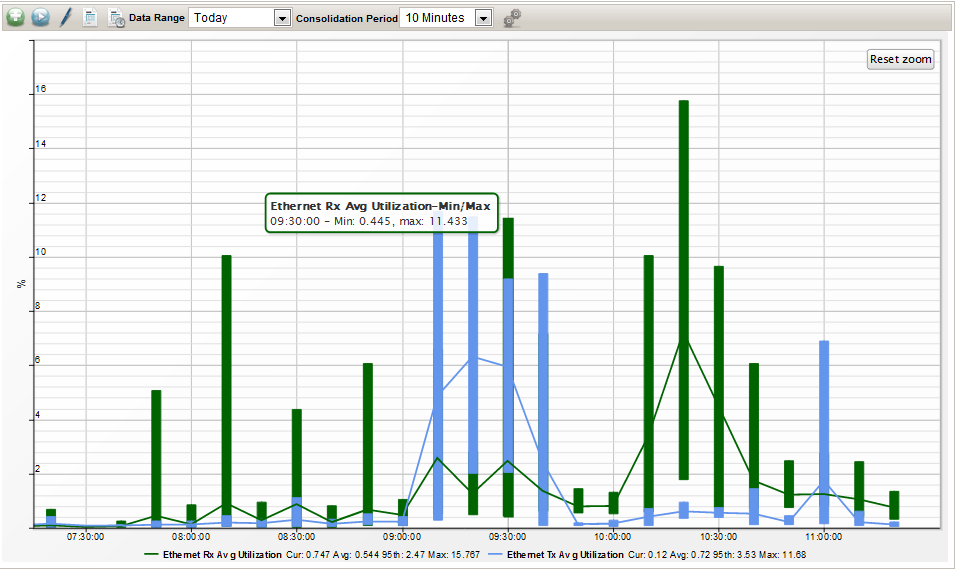 Data Range Today Consolidation Period 10 Minutes
Reset zoom
16
14
12
Ethernet Rx Avg Utilization-Min/Max
09:30:00 - Min: 0.445, max: 11.433
10
%
8
6
4
2
07:30:00 08:00:00 08:30:00 09:00:00 09:30:00 10:00:00 10:30:00 11:00:00
Ethernet Rx Avg Utilization Cur: 0.747 Avg: 0.544 95th: 2.47 Max: 15.767 Ethernet Tx Avg Utilization Cur: 0.12 Avg: 0.72 95th: 3.53 Max: 11.68